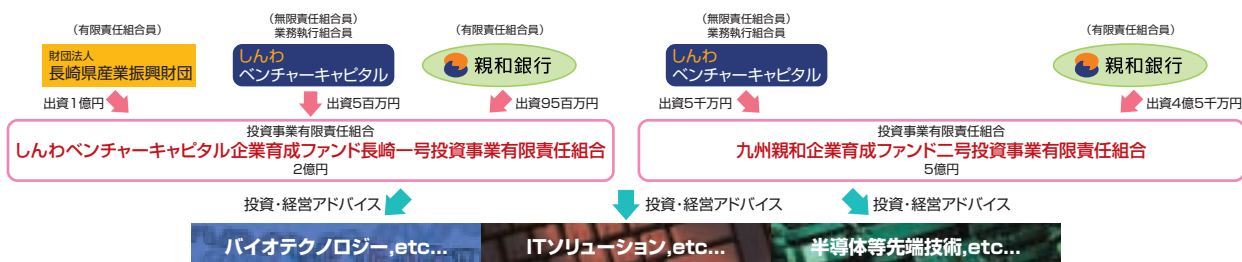 (有限責任組合員)
財団法人
長崎県産業振興財団
出資1億円
(無限責任組合員)
業務執行組合員
しんわ
ベンチャーキャピタル
出資5百万円
(有限責任組合員)
親和銀行
出資95百万円
投資事業有限責任組合
しんわベンチャーキャピタル企業育成ファンド長崎一号投資事業有限責任組合
2億円
(無限責任組合員)
業務執行組合員
しんわ
ベンチャーキャピタル
出資5千万円
(有限責任組合員)
親和銀行
出資4億5千万円
投資事業有限責任組合
九州親和企業育成ファンド二号投資事業有限責任組合
5億円
投資・経営アドバイス
投資・経営アドバイス
投資・経営アドバイス
バイオテクノロジー,etc...
ITソリューション,etc...
半導体等先端技術,etc...